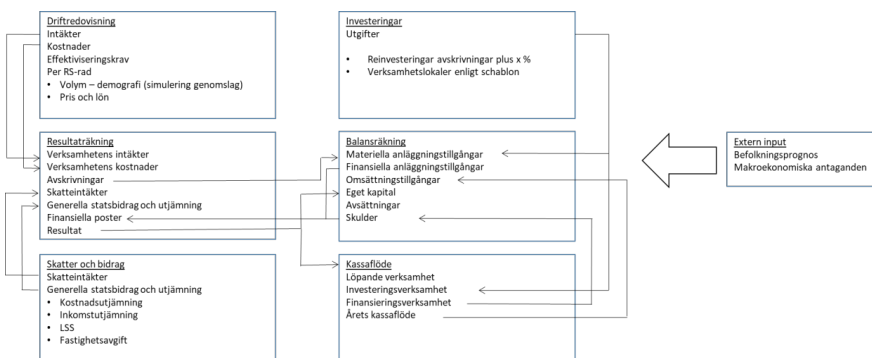 Driftredovisning
Intäkter
Kostnader
Effektiviseringskrav
Per RS-rad
• Volym – demografi (simulering genomslag)
• Pris och lön
Investeringar
Utgifter
• Reinvesteringar avskrivningar plus x %
• Verksamhetslokaler enligt schablon
Resultaträkning
Verksamhetens intäkter
Verksamhetens kostnader
Avskrivningar
Skatteintäkter
Generella statsbidrag och utjämning
Finansiella poster
Resultat
Balansräkning
Materiella anläggningstillgångar
Finansiella anläggningstillgångar
Omsättningstillgångar
Eget kapital
Avsättningar
Skulder
Extern input
Befolkningsprognos
Makroekonomiska antaganden
Skatter och bidrag
Skatteintäkter
Generella statsbidrag och utjämning
• Kostnadsutjämning
• Inkomstutjämning
• LSS
• Fastighetsavgift
Kassaflöde
Löpande verksamhet
Investeringsverksamhet
Finansieringsverksamhet
Årets kassaflöde